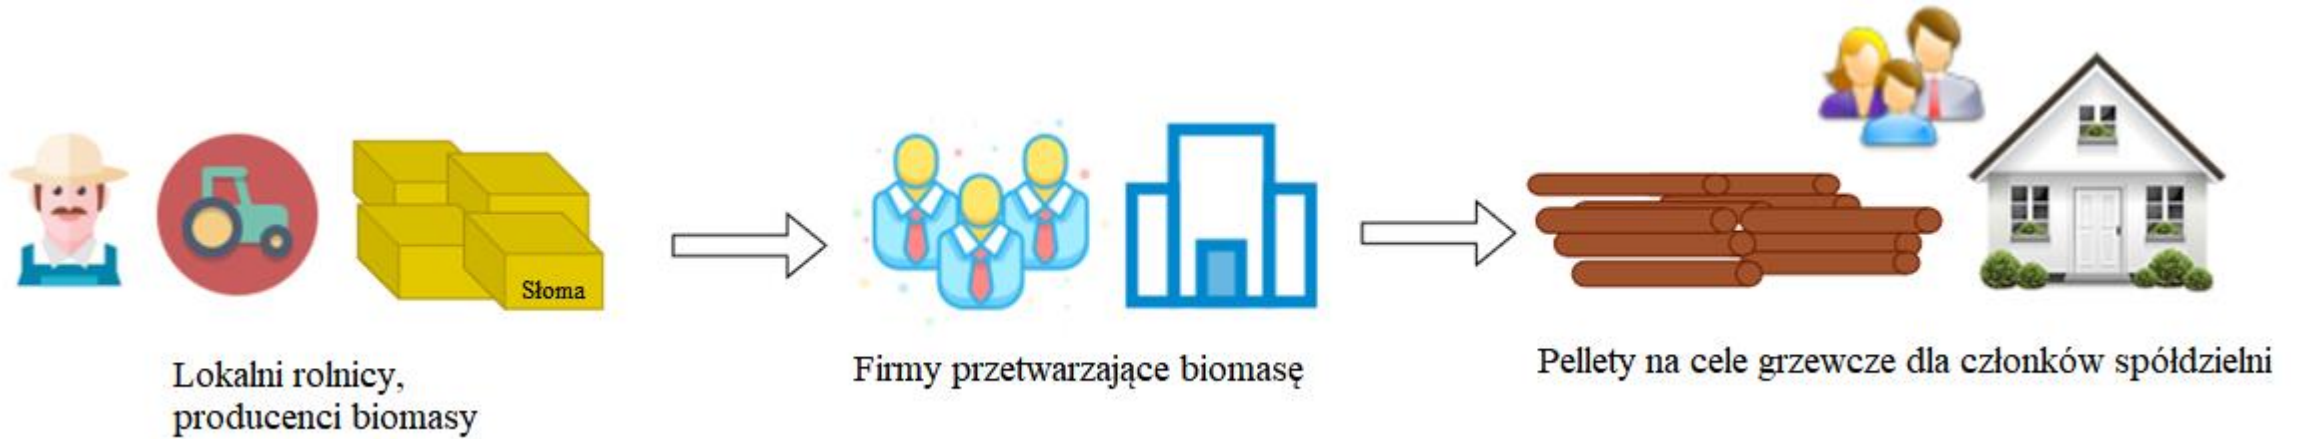 Słoma
Lokalni rolnicy,
producenci biomasy
Firmy przetwarzające biomasę
Pellety na cele grzewcze dla członków spółdzielni